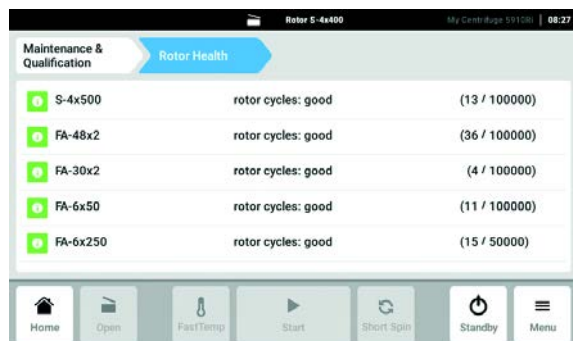 Rotor S-4x400 My Centrifuge 5910Ri 08:27
Maintenance &
Qualification
Rotor Health
S-4x500 rotor cycles: good (13 / 100000)
FA-48x2 rotor cycles: good (36 / 100000)
FA-30x2 rotor cycles: good (4 / 100000)
FA-6x50 rotor cycles: good (11 / 100000)
FA-6x250 rotor cycles: good (15 / 50000)
Home Open FastTemp Start Short Spin Standby Menu